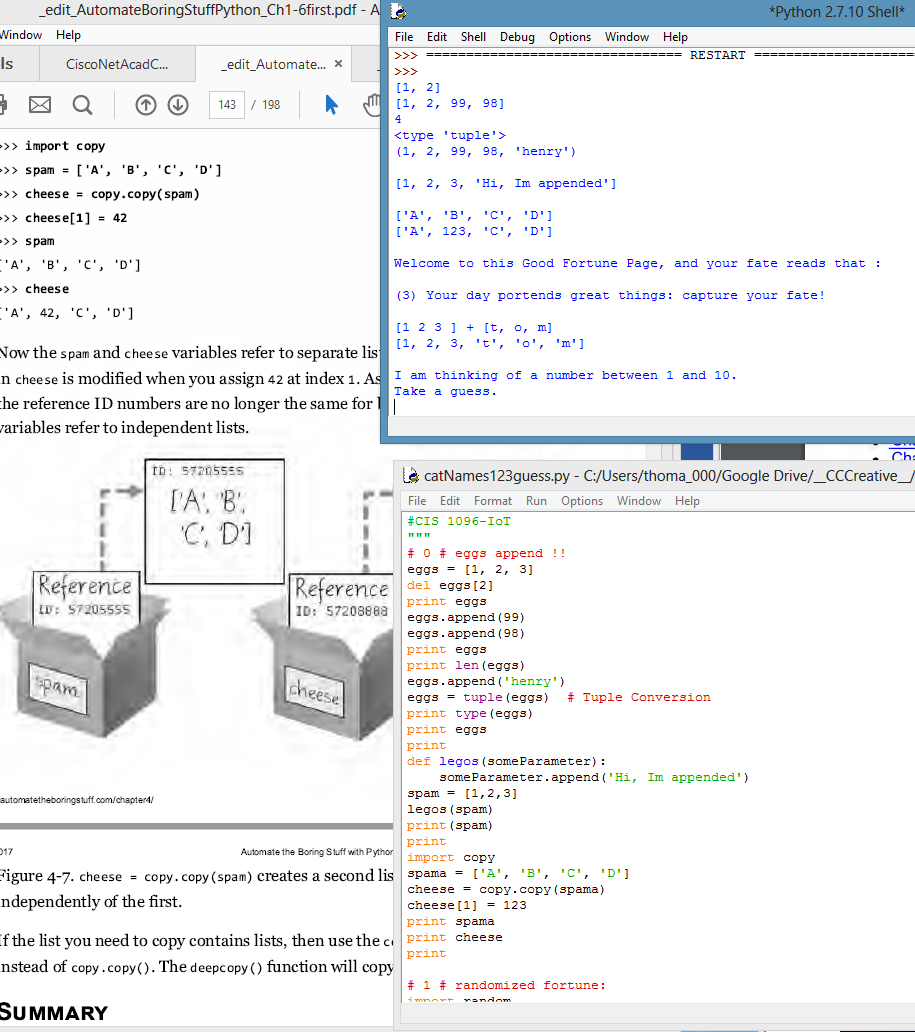 _edit_AutomateBoringStuffPython_Ch1-6first.pdf - A
Window Help
ls CiscoNetAcadC... _edit_Automate... ×
143 / 198
>>> import copy
>>> spam = ['A', 'B', 'C', 'D']
>>> cheese = copy.copy(spam)
>>> cheese[1] = 42
>>> spam
['A', 'B', 'C', 'D']
>>> cheese
['A', 42, 'C', 'D']
Now the spam and cheese variables refer to separate lis
in cheese is modified when you assign 42 at index 1. As
the reference ID numbers are no longer the same for
variables refer to independent lists.
ID: 57205555
['A', 'B',
'C', 'D']
Reference
ID: 57205555
spam
Reference
ID: 57208888
cheese
automatetheboringstuff.com/chapter4/
017 Automate the Boring Stuff with Python
Figure 4-7. cheese = copy.copy(spam) creates a second lis
independently of the first.
If the list you need to copy contains lists, then use the
instead of copy.copy(). The deepcopy() function will copy
SUMMARY
*Python 2.7.10 Shell*
File Edit Shell Debug Options Window Help
>>> ================================ RESTART ====================
>>>
[1, 2]
[1, 2, 99, 98]
4
<type 'tuple'>
(1, 2, 99, 98, 'henry')
[1, 2, 3, 'Hi, Im appended']
['A', 'B', 'C', 'D']
['A', 123, 'C', 'D']
Welcome to this Good Fortune Page, and your fate reads that :
(3) Your day portends great things: capture your fate!
[1 2 3 ] + [t, o, m]
[1, 2, 3, 't', 'o', 'm']
I am thinking of a number between 1 and 10.
Take a guess.
catNames123guess.py - C:/Users/thoma_000/Google Drive/__CCCreative__/
File Edit Format Run Options Window Help
#CIS 1096-IoT
"""
# 0 # eggs append !!
eggs = [1, 2, 3]
del eggs[2]
print eggs
eggs.append(99)
eggs.append(98)
print eggs
print len(eggs)
eggs.append('henry')
eggs = tuple(eggs)  # Tuple Conversion
print type(eggs)
print eggs
print
def legos(someParameter):
    someParameter.append('Hi, Im appended')
spam = [1,2,3]
legos(spam)
print(spam)
print
import copy
spama = ['A', 'B', 'C', 'D']
cheese = copy.copy(spama)
cheese[1] = 123
print spama
print cheese
print
# 1 # randomized fortune:
import random